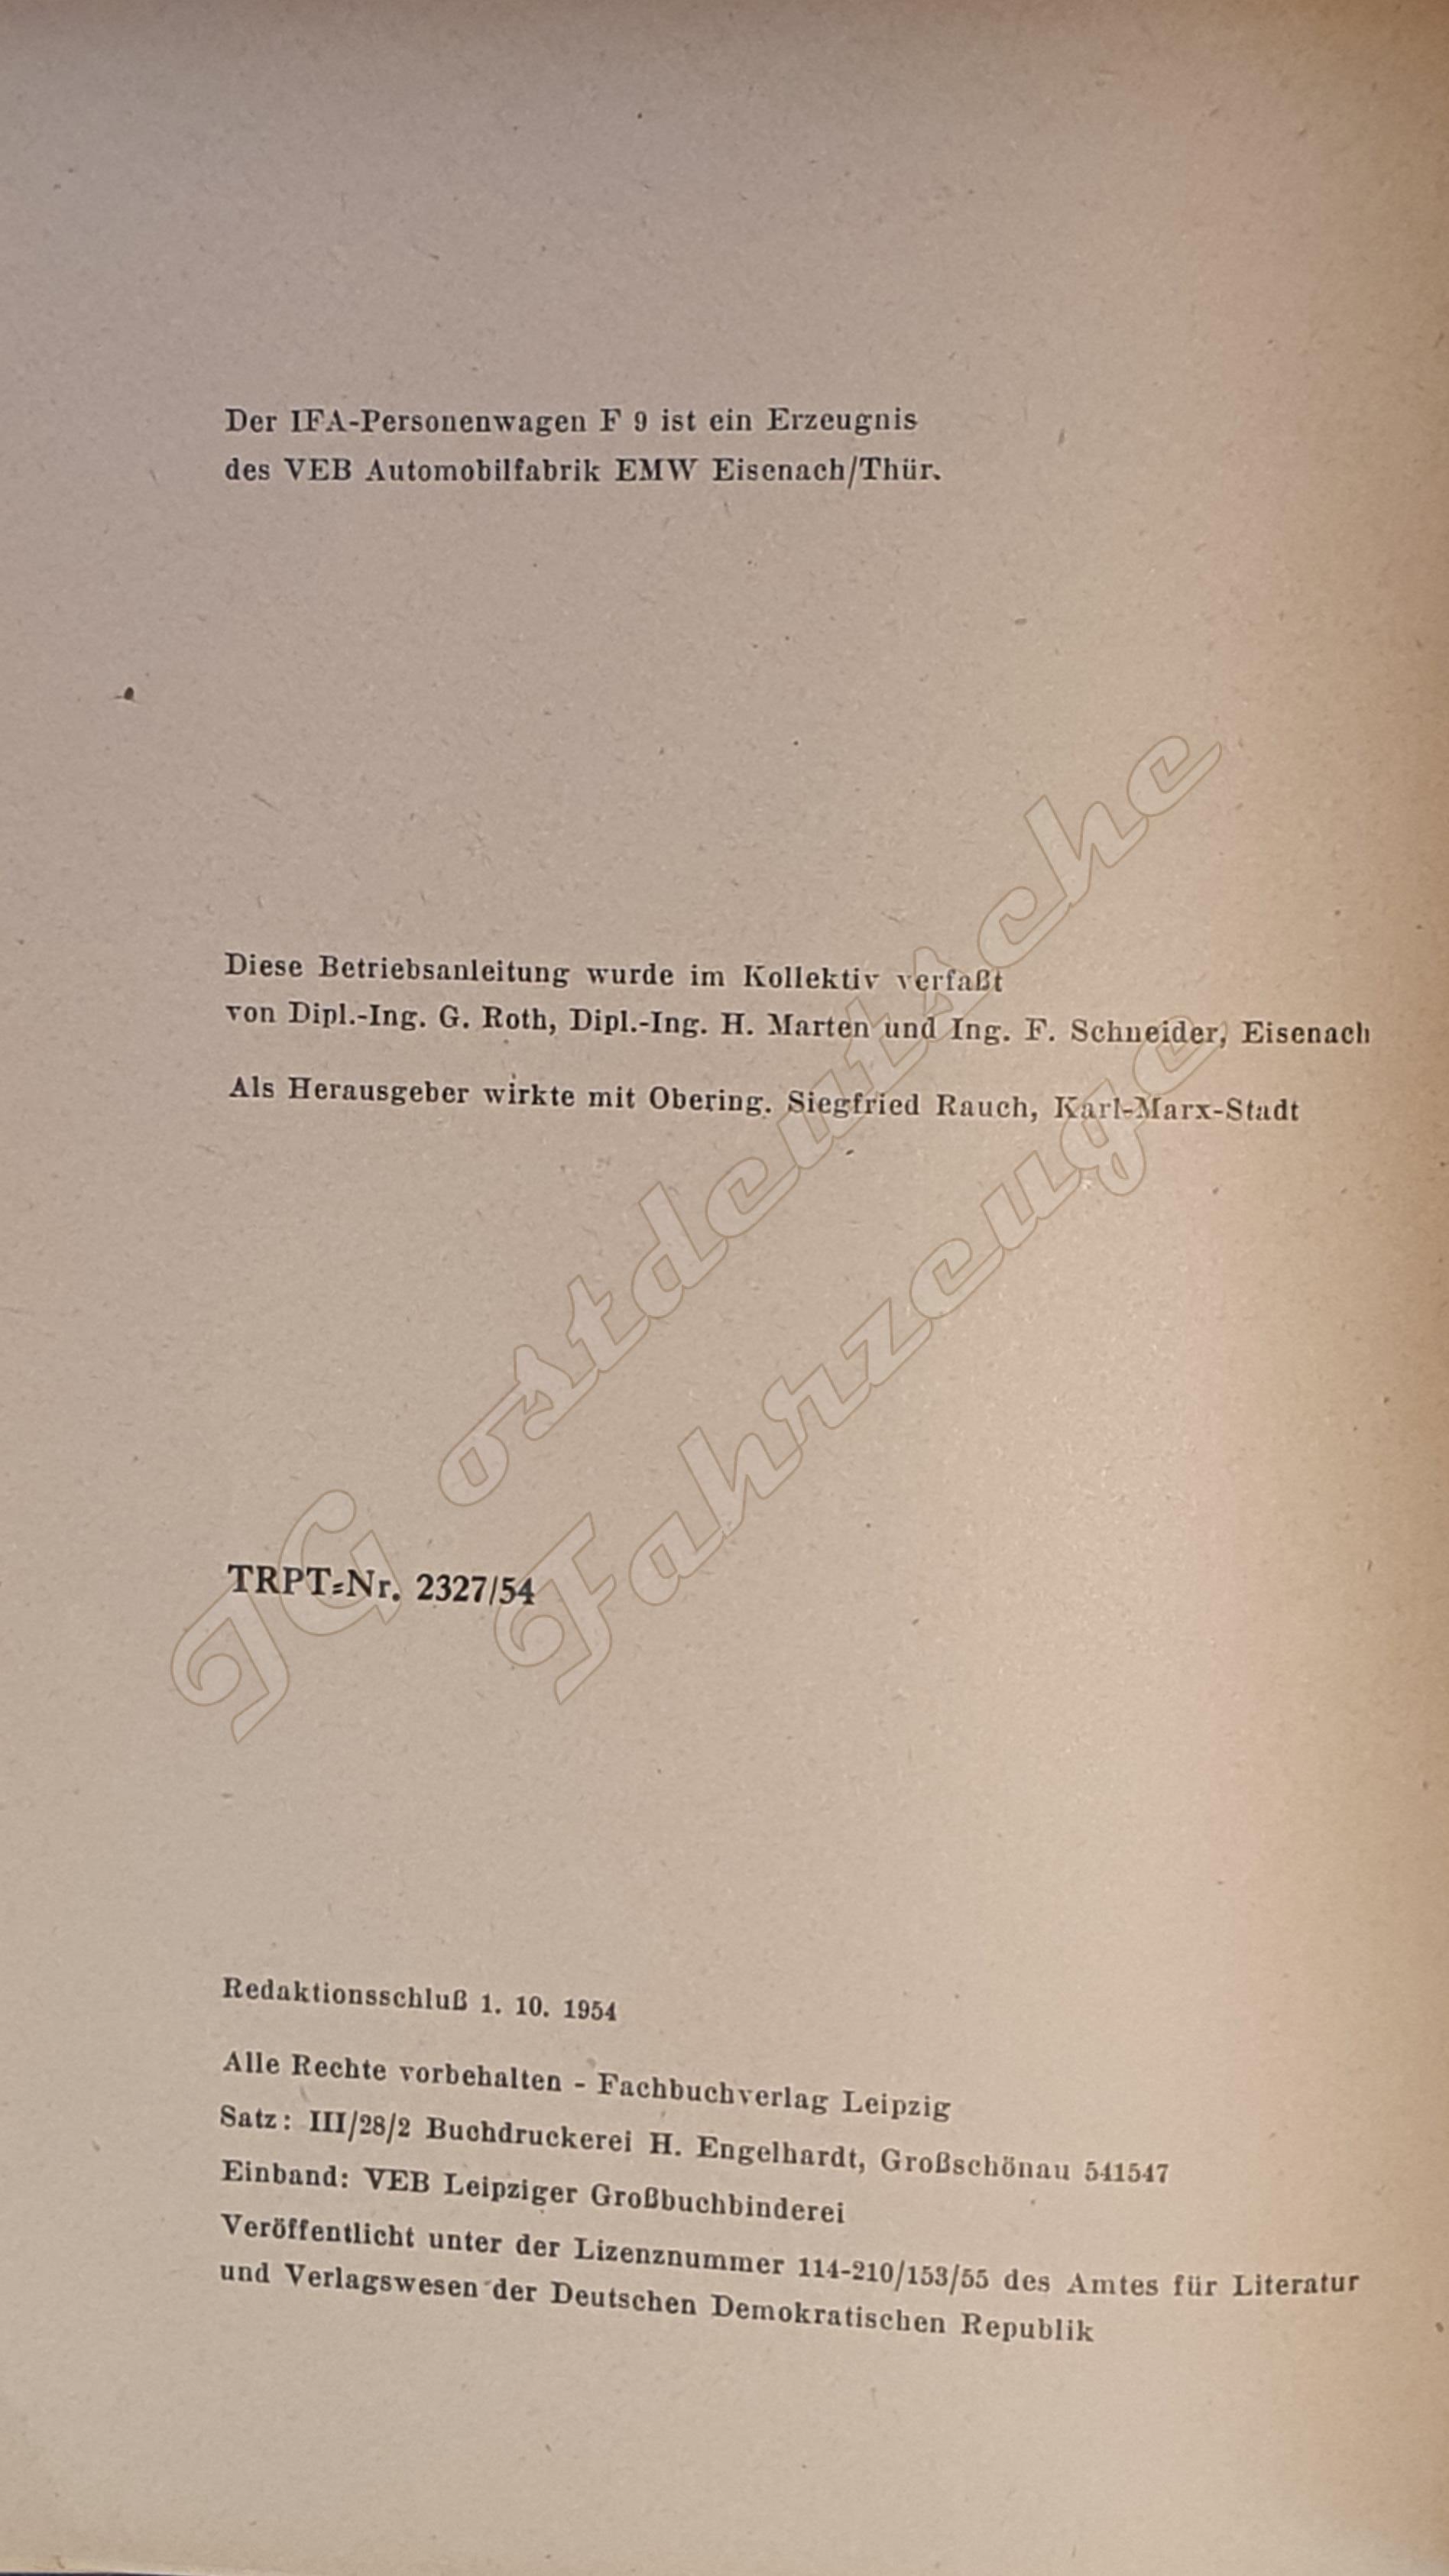 Der IFA-Personenwagen F 9 ist ein Erzeugnis
des VEB Automobilfabrik EMW Eisenach/Thür.
Diese Betriebsanleitung wurde im Kollektiv verfaßt
von Dipl.-Ing. G. Roth, Dipl.-Ing. H. Marten und Ing. F. Schneider, Eisenach
Als Herausgeber wirkte mit Obering. Siegfried Rauch, Karl-Marx-Stadt
IG ostdeutsche
Fahrzeuge
TRPT-Nr. 2327/54
Redaktionsschluß 1. 10. 1954
Alle Rechte vorbehalten - Fachbuchverlag Leipzig
Satz: III/28/2 Buchdruckerei H. Engelhardt, Großschönau 541547
Einband: VEB Leipziger Großbuchbinderei
Veröffentlicht unter der Lizenznummer 114-210/153/55 des Amtes für Literatur
und Verlagswesen der Deutschen Demokratischen Republik